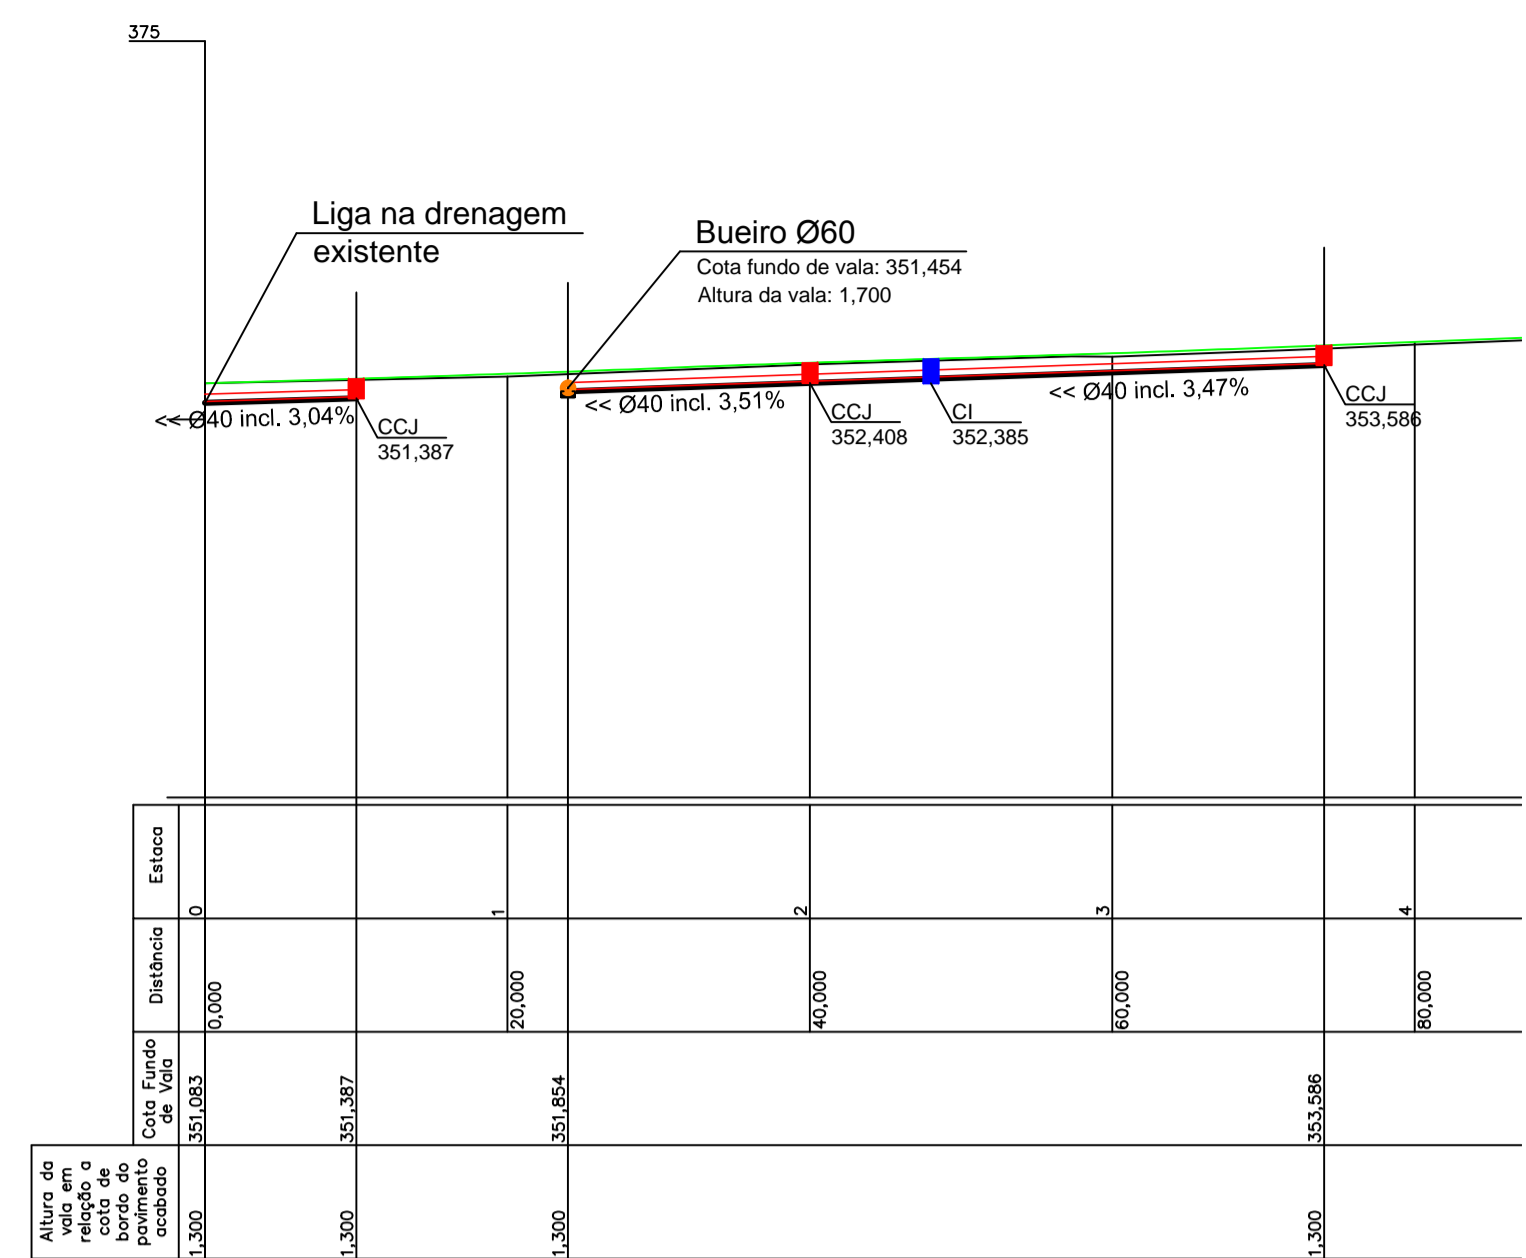 375
Liga na drenagem
existente
Bueiro Ø60
Cota fundo de vala: 351,454
Altura da vala: 1,700
<< Ø40 incl. 3,04%
CCJ
351,387
<< Ø40 incl. 3,51%
CCJ
352,408
CI
352,385
<< Ø40 incl. 3,47%
CCJ
353,586
Estaca
0
1
2
3
4
Distância
0,000
20,000
40,000
60,000
80,000
Cota Fundo
de Vala
351,083
351,387
351,854
353,586
Altura da
vala em
relação a
cota de
bordo do
pavimento
acabado
1,300
1,300
1,300
1,300